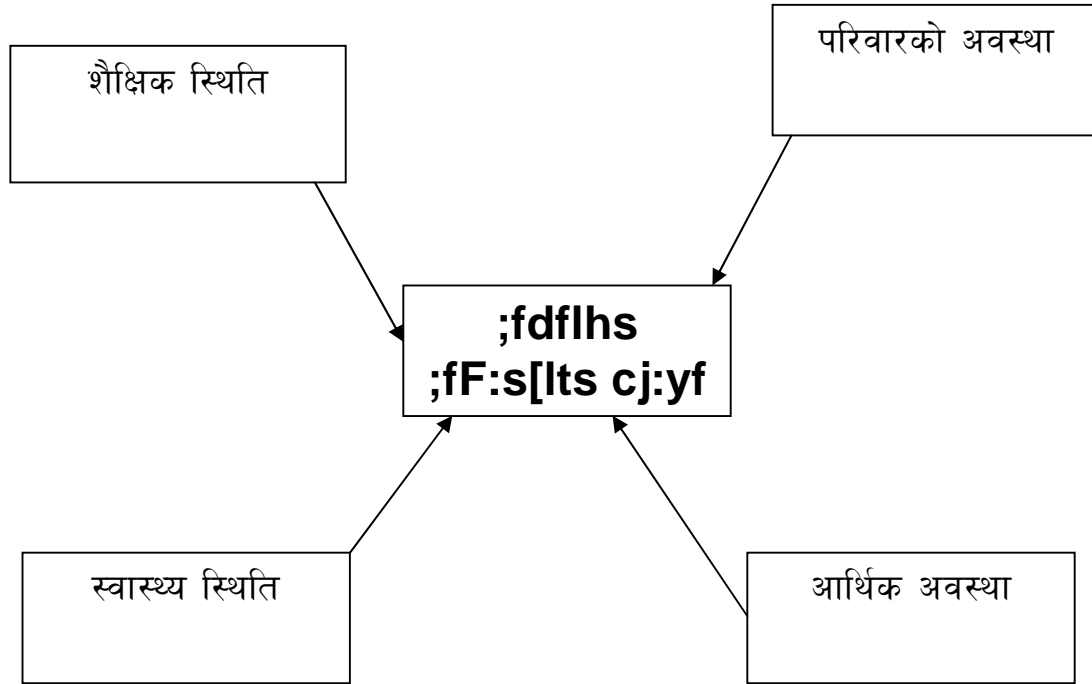 शैक्षिक स्थिति
परिवारको अवस्था
;fdflhs
;fF:s[lts cj:yf
स्वास्थ्य स्थिति
आर्थिक अवस्था